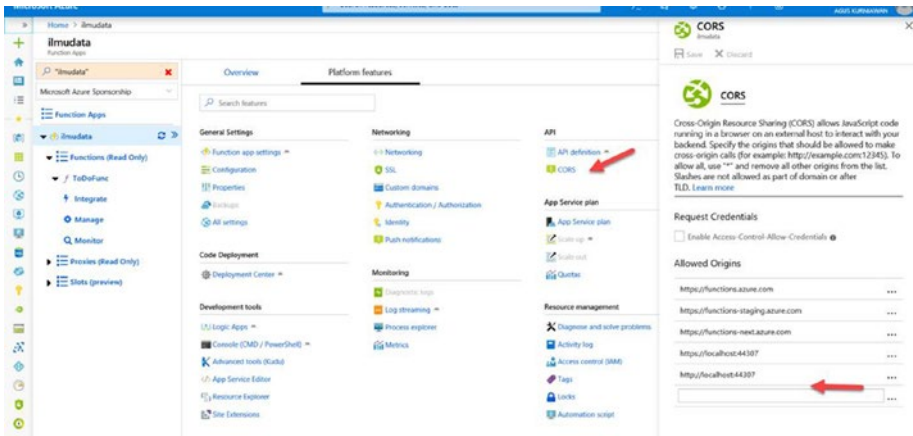 Microsoft Azure
AGUS KURNIAWAN
Home > ilmudata
ilmudata
Function Apps
"ilmudata"
Microsoft Azure Sponsorship
Function Apps
ilmudata
Functions (Read Only)
ToDoFunc
Integrate
Manage
Monitor
Proxies (Read Only)
Slots (preview)
Overview
Platform features
Search features
General Settings
Function app settings
Configuration
Properties
Backups
All settings
Code Deployment
Deployment Center
Development tools
Logic Apps
Console (CMD / PowerShell)
Advanced tools (Kudu)
App Service Editor
Resource Explorer
Site Extensions
Networking
Networking
SSL
Custom domains
Authentication / Authorization
Identity
Push notifications
Monitoring
Diagnostic logs
Log streaming
Process explorer
Metrics
API
API definition
CORS
App Service plan
App Service plan
Scale up
Scale out
Quotas
Resource management
Diagnose and solve problems
Activity log
Access control (IAM)
Tags
Locks
Automation script
CORS
ilmudata
Save
Discard
CORS
Cross-Origin Resource Sharing (CORS) allows JavaScript code
running in a browser on an external host to interact with your
backend. Specify the origins that should be allowed to make
cross-origin calls (for example: http://example.com:12345). To
allow all, use "*" and remove all other origins from the list.
Slashes are not allowed as part of domain or after
TLD. Learn more
Request Credentials
Enable Access-Control-Allow-Credentials
Allowed Origins
https://functions.azure.com
...
https://functions-staging.azure.com
...
https://functions-next.azure.com
...
https://localhost:44307
...
http://localhost:44307
...
...